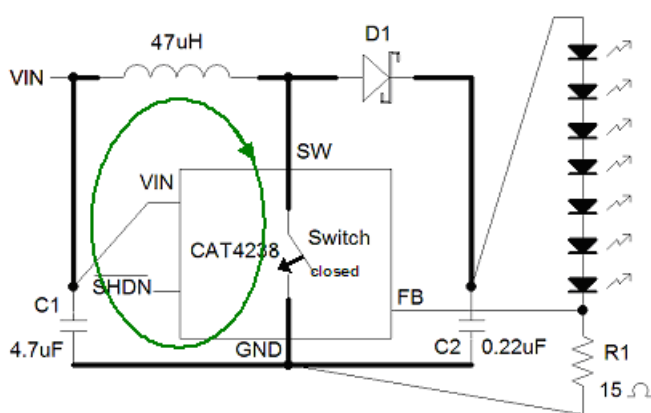 47uH
D1
VIN
SW
VIN
CAT4238
Switch
closed
SHDN
FB
C1
4.7uF
GND
C2
0.22uF
R1
15 Ω